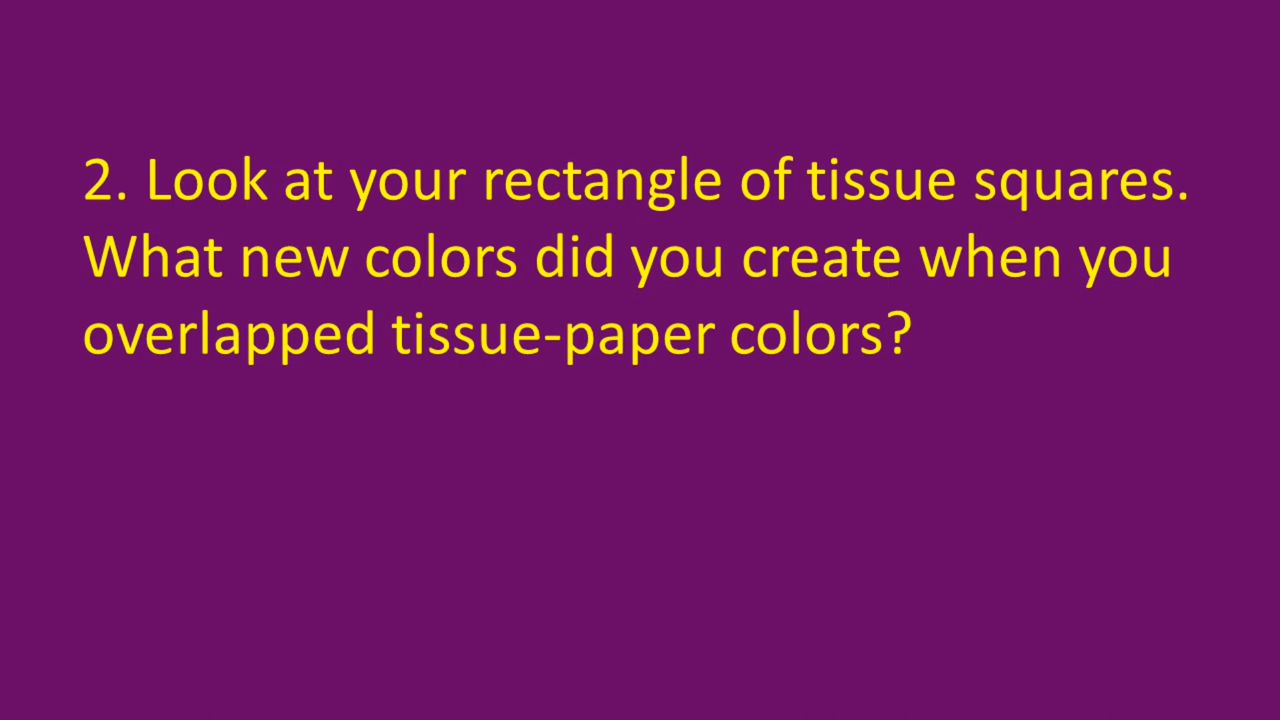 2. Look at your rectangle of tissue squares.
What new colors did you create when you
overlapped tissue-paper colors?